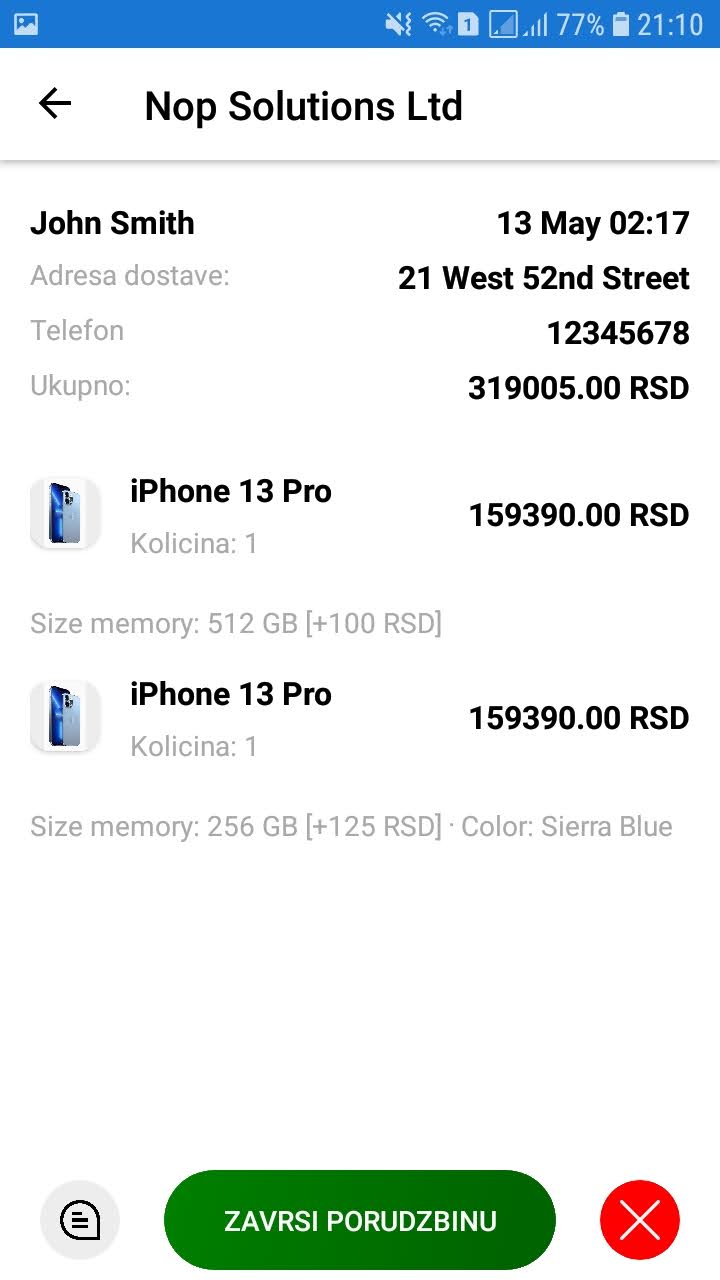 77% 21:10
Nop Solutions Ltd
John Smith 13 May 02:17
Adresa dostave: 21 West 52nd Street
Telefon 12345678
Ukupno: 319005.00 RSD
iPhone 13 Pro
159390.00 RSD
Kolicina: 1
Size memory: 512 GB [+100 RSD]
iPhone 13 Pro
159390.00 RSD
Kolicina: 1
Size memory: 256 GB [+125 RSD] · Color: Sierra Blue
ZAVRSI PORUDZBINU